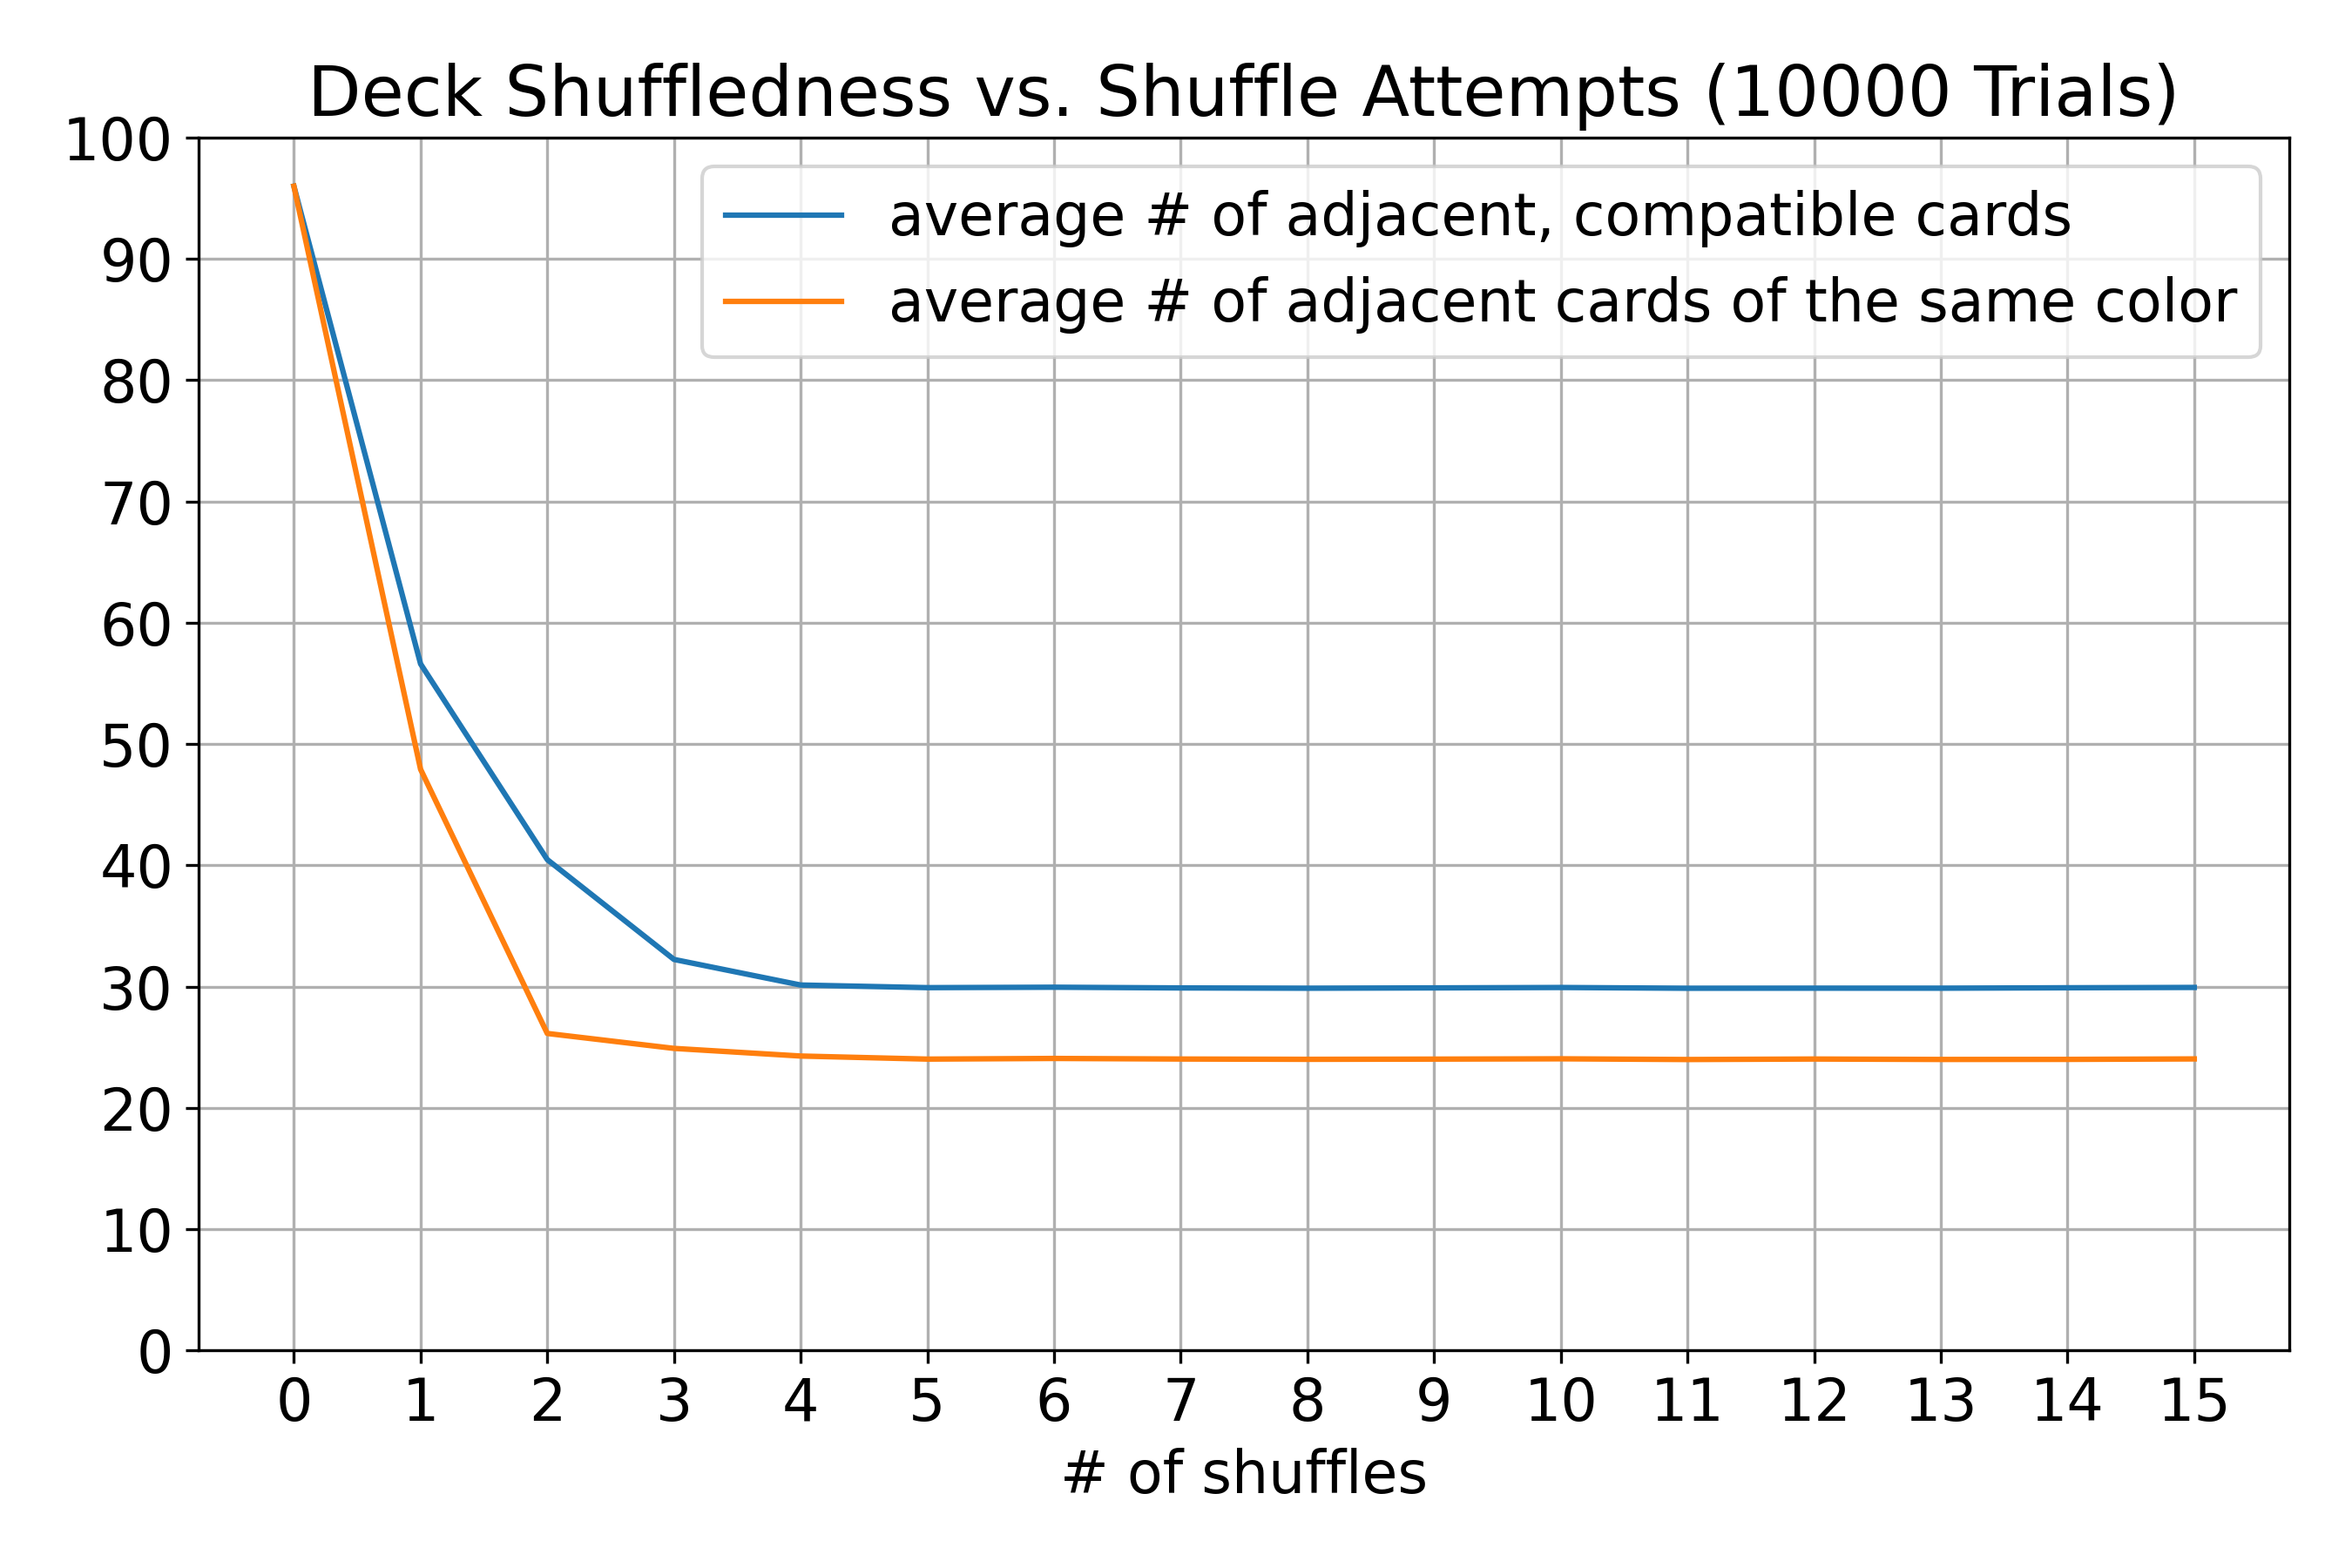 Deck Shuffledness vs. Shuffle Attempts (10000 Trials)
100
90
80
70
60
50
40
30
20
10
0
average # of adjacent, compatible cards
average # of adjacent cards of the same color
0 1 2 3 4 5 6 7 8 9 10 11 12 13 14 15
# of shuffles